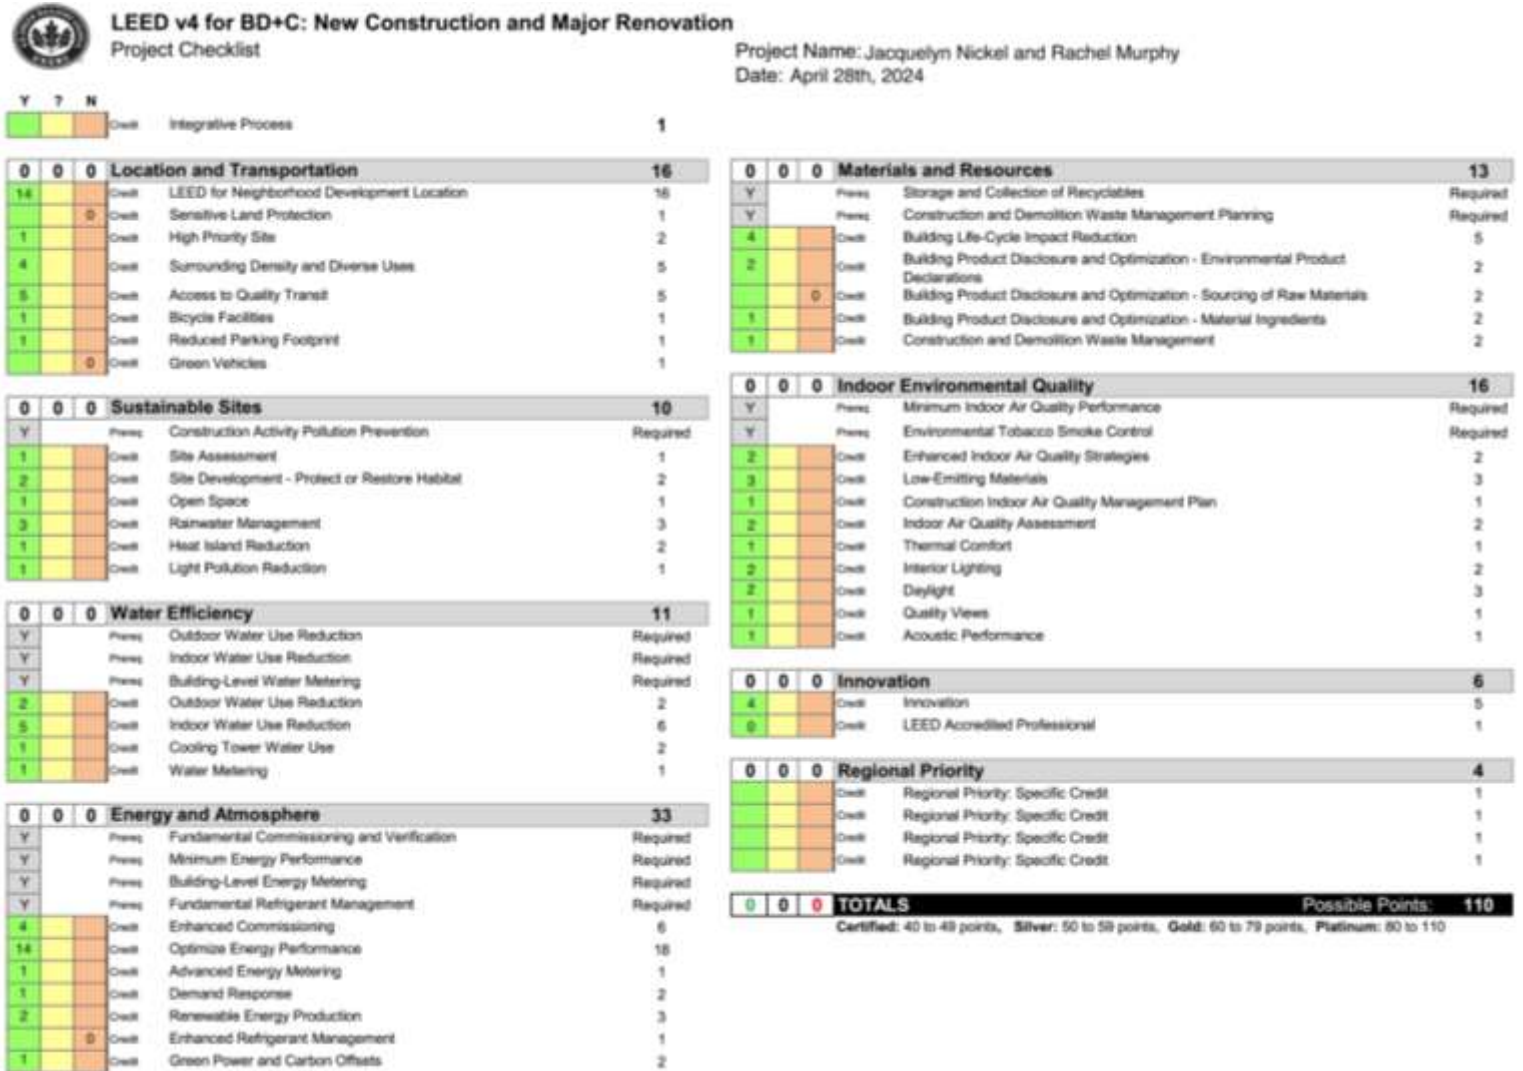 LEED v4 for BD+C: New Construction and Major Renovation
Project Checklist
Project Name: Jacquelyn Nickel and Rachel Murphy
Date: April 28th, 2024
Y ? N
Credit Integrative Process 1
0 0 0 Location and Transportation 16
14 Credit LEED for Neighborhood Development Location 16
0 Credit Sensitive Land Protection 1
1 Credit High Priority Site 2
4 Credit Surrounding Density and Diverse Uses 5
5 Credit Access to Quality Transit 5
1 Credit Bicycle Facilities 1
1 Credit Reduced Parking Footprint 1
0 Credit Green Vehicles 1
0 0 0 Sustainable Sites 10
Y Prereq Construction Activity Pollution Prevention Required
1 Credit Site Assessment 1
2 Credit Site Development - Protect or Restore Habitat 2
1 Credit Open Space 1
3 Credit Rainwater Management 3
1 Credit Heat Island Reduction 2
1 Credit Light Pollution Reduction 1
0 0 0 Water Efficiency 11
Y Prereq Outdoor Water Use Reduction Required
Y Prereq Indoor Water Use Reduction Required
Y Prereq Building-Level Water Metering Required
2 Credit Outdoor Water Use Reduction 2
5 Credit Indoor Water Use Reduction 6
1 Credit Cooling Tower Water Use 2
1 Credit Water Metering 1
0 0 0 Energy and Atmosphere 33
Y Prereq Fundamental Commissioning and Verification Required
Y Prereq Minimum Energy Performance Required
Y Prereq Building-Level Energy Metering Required
Y Prereq Fundamental Refrigerant Management Required
4 Credit Enhanced Commissioning 6
14 Credit Optimize Energy Performance 18
1 Credit Advanced Energy Metering 1
1 Credit Demand Response 2
2 Credit Renewable Energy Production 3
0 Credit Enhanced Refrigerant Management 1
1 Credit Green Power and Carbon Offsets 2
0 0 0 Materials and Resources 13
Y Prereq Storage and Collection of Recyclables Required
Y Prereq Construction and Demolition Waste Management Planning Required
4 Credit Building Life-Cycle Impact Reduction 5
2 Credit Building Product Disclosure and Optimization - Environmental Product 2
Declarations
0 Credit Building Product Disclosure and Optimization - Sourcing of Raw Materials 2
1 Credit Building Product Disclosure and Optimization - Material Ingredients 2
1 Credit Construction and Demolition Waste Management 2
0 0 0 Indoor Environmental Quality 16
Y Prereq Minimum Indoor Air Quality Performance Required
Y Prereq Environmental Tobacco Smoke Control Required
2 Credit Enhanced Indoor Air Quality Strategies 2
3 Credit Low-Emitting Materials 3
1 Credit Construction Indoor Air Quality Management Plan 1
2 Credit Indoor Air Quality Assessment 2
1 Credit Thermal Comfort 1
2 Credit Interior Lighting 2
2 Credit Daylight 3
1 Credit Quality Views 1
1 Credit Acoustic Performance 1
0 0 0 Innovation 6
4 Credit Innovation 5
0 Credit LEED Accredited Professional 1
0 0 0 Regional Priority 4
Credit Regional Priority: Specific Credit 1
Credit Regional Priority: Specific Credit 1
Credit Regional Priority: Specific Credit 1
Credit Regional Priority: Specific Credit 1
0 0 0 TOTALS Possible Points: 110
Certified: 40 to 49 points, Silver: 50 to 59 points, Gold: 60 to 79 points, Platinum: 80 to 110